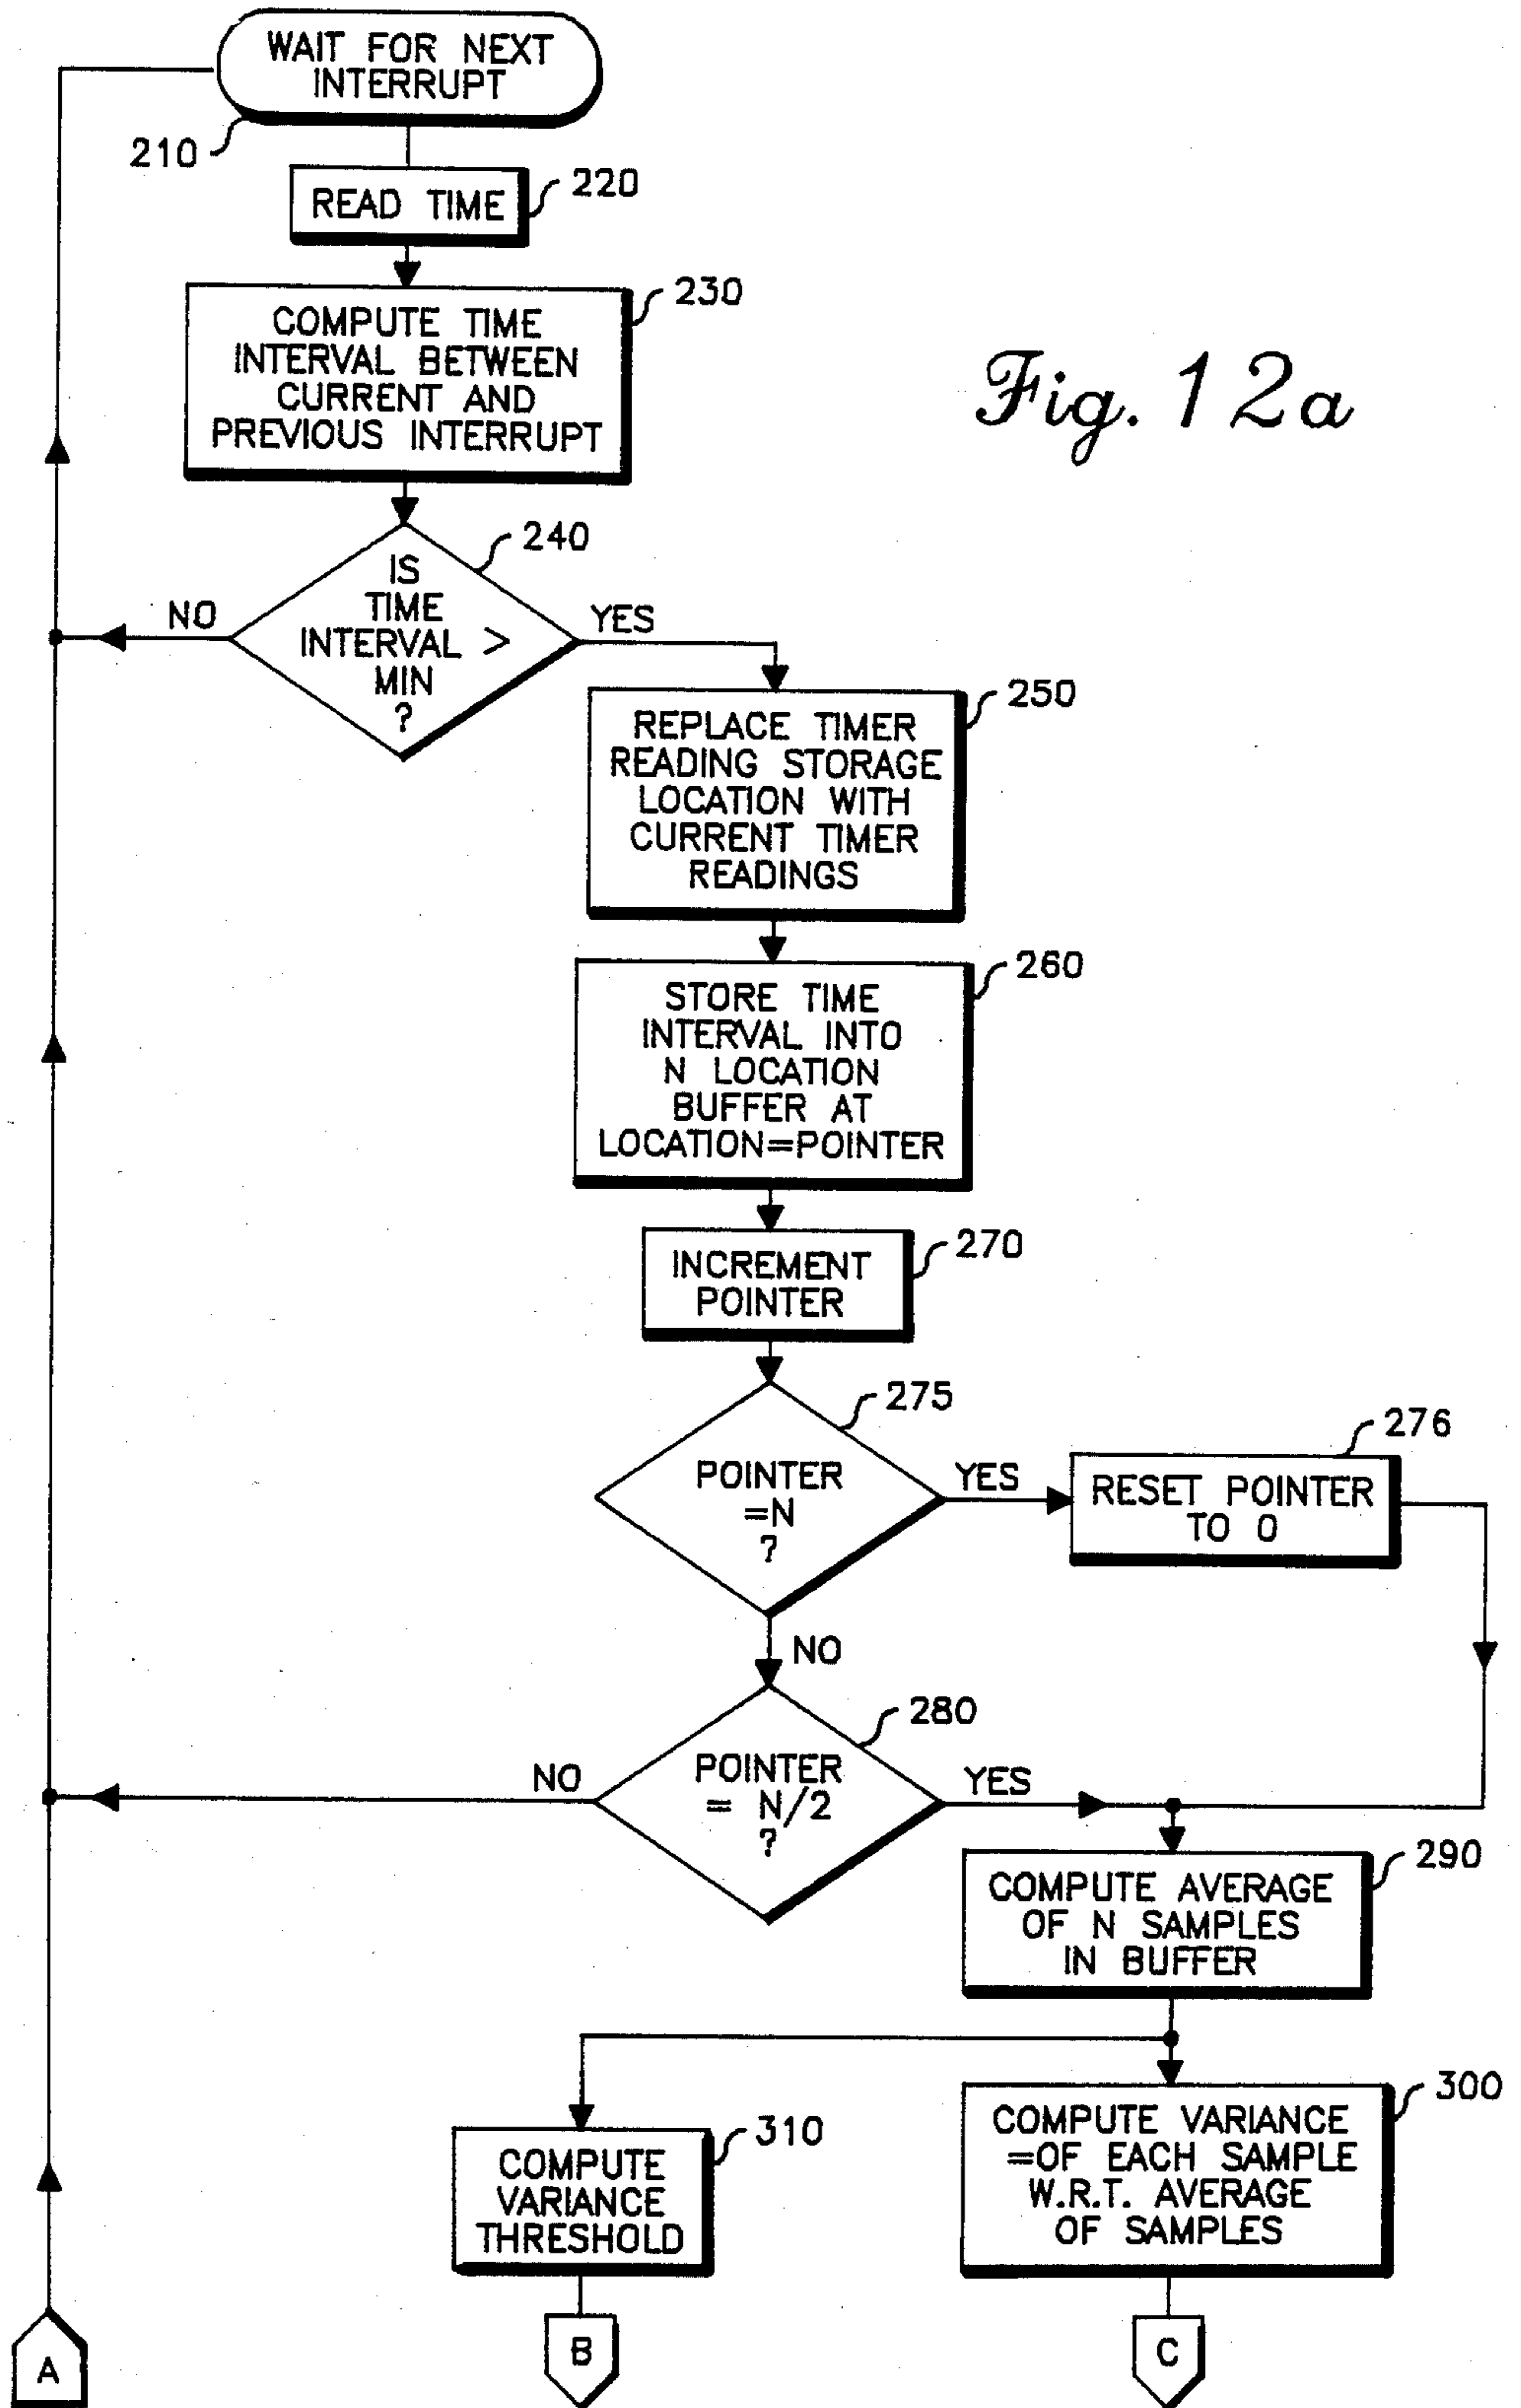 WAIT FOR NEXT
INTERRUPT
210
READ TIME
220
COMPUTE TIME
INTERVAL BETWEEN
CURRENT AND
PREVIOUS INTERRUPT
230
Fig. 12a
240
IS
TIME
INTERVAL >
MIN
?
NO
YES
250
REPLACE TIMER
READING STORAGE
LOCATION WITH
CURRENT TIMER
READINGS
260
STORE TIME
INTERVAL INTO
N LOCATION
BUFFER AT
LOCATION=POINTER
270
INCREMENT
POINTER
275
POINTER
=N
?
YES
276
RESET POINTER
TO 0
NO
280
POINTER
= N/2
?
NO
YES
290
COMPUTE AVERAGE
OF N SAMPLES
IN BUFFER
310
COMPUTE
VARIANCE
THRESHOLD
300
COMPUTE VARIANCE
=OF EACH SAMPLE
W.R.T. AVERAGE
OF SAMPLES
A
B
C